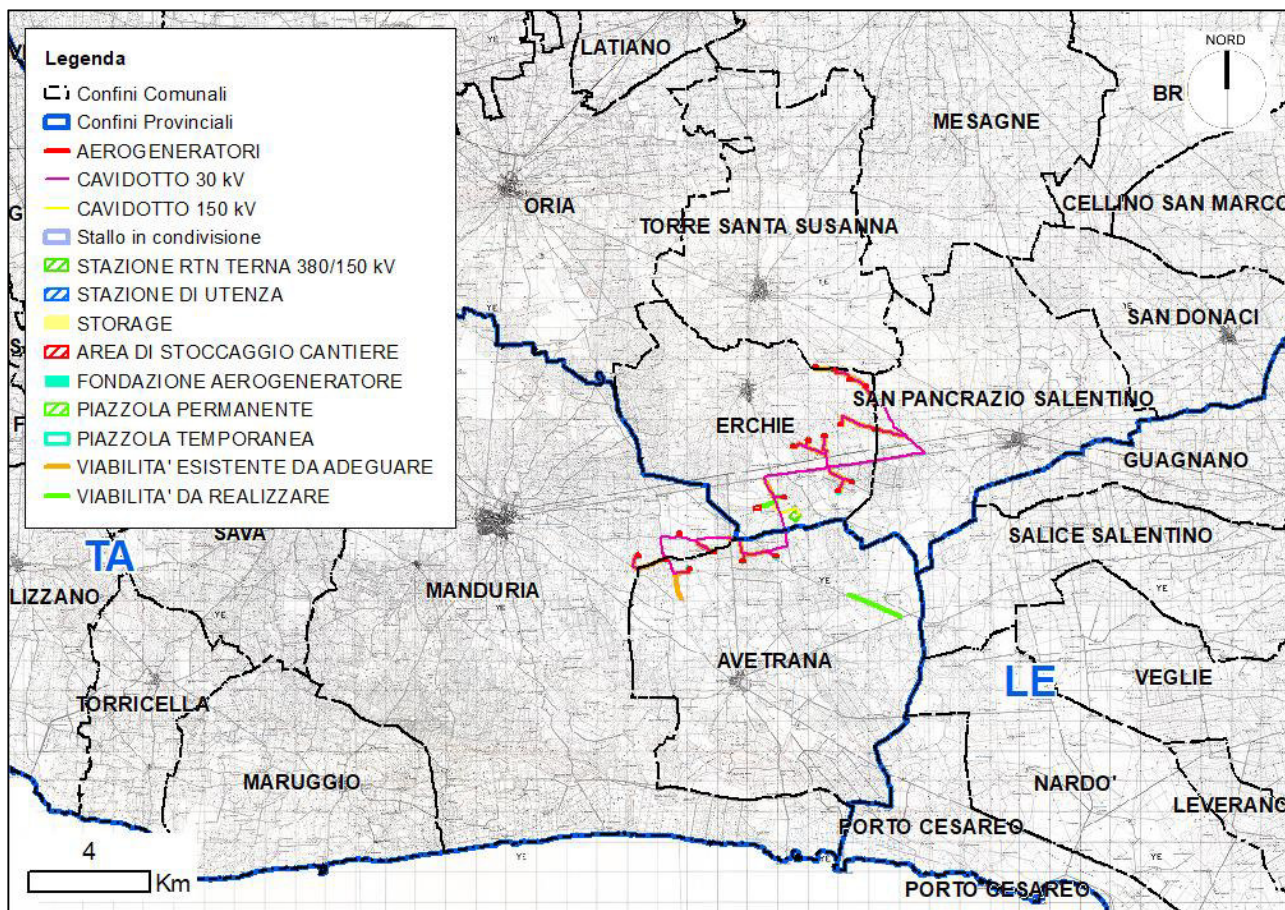 Legenda
Confini Comunali
Confini Provinciali
AEROGENERATORI
CAVIDOTTO 30 kV
CAVIDOTTO 150 kV
Stallo in condivisione
STAZIONE RTN TERNA 380/150 kV
STAZIONE DI UTENZA
STORAGE
AREA DI STOCCAGGIO CANTIERE
FONDAZIONE AEROGENERATORE
PIAZZOLA PERMANENTE
PIAZZOLA TEMPORANEA
VIABILITA' ESISTENTE DA ADEGUARE
VIABILITA' DA REALIZZARE
NORD
LATIANO
BR
MESAGNE
ORIA
CELLINO SAN MARCO
TORRE SANTA SUSANNA
SAN DONACI
SAN PANCRAZIO SALENTINO
ERCHIE
GUAGNANO
SAVA
SALICE SALENTINO
TA
LIZZANO
MANDURIA
AVETRANA
LE
VEGLIE
TORRICELLA
MARUGGIO
NARDO'
LEVERANO
PORTO CESAREO
PORTO CESAREO
4
Km